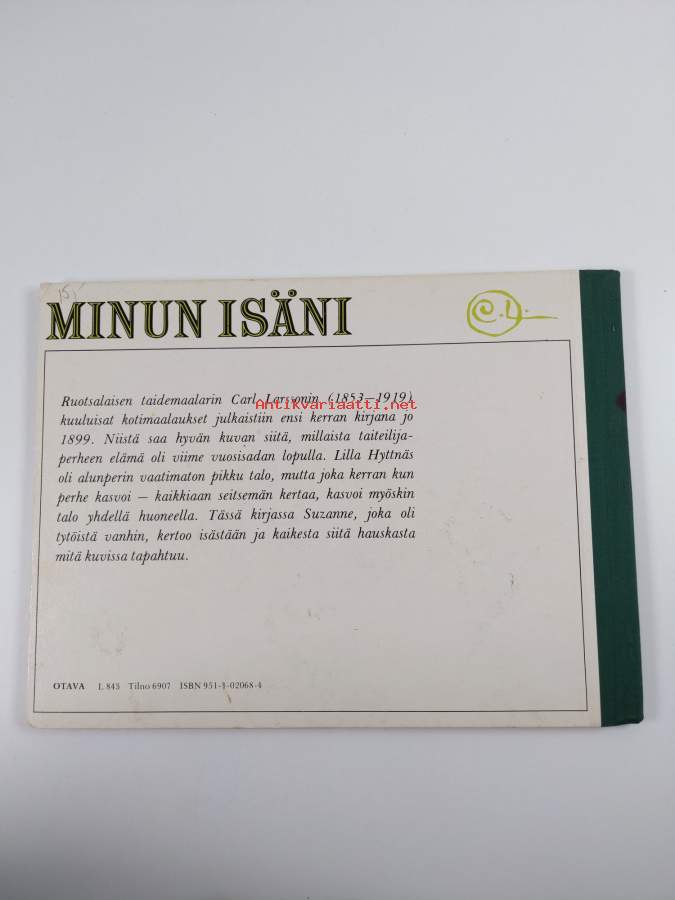 15,-
MINUN ISÄNI
C.L.
Ruotsalaisen taidemaalarin Carl Larssonin (1853—1919)
Antikvariaatti.net
kuuluisat kotimaalaukset julkaistiin ensi kerran kirjana jo
1899. Niistä saa hyvän kuvan siitä, millaista taiteilija-
perheen elämä oli viime vuosisadan lopulla. Lilla Hyttnäs
oli alunperin vaatimaton pikku talo, mutta joka kerran kun
perhe kasvoi — kaikkiaan seitsemän kertaa, kasvoi myöskin
talo yhdellä huoneella. Tässä kirjassa Suzanne, joka oli
tytöistä vanhin, kertoo isästään ja kaikesta siitä hauskasta
mitä kuvissa tapahtuu.
OTAVA L 843 Tilno 6907 ISBN 951-1-02068-4